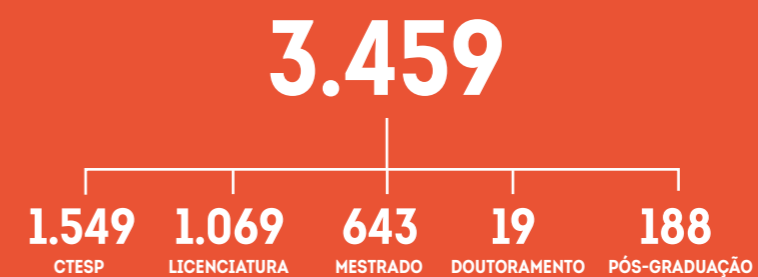 3.459
1.549 1.069 643 19 188
CTESP LICENCIATURA MESTRADO DOUTORAMENTO PÓS-GRADUAÇÃO